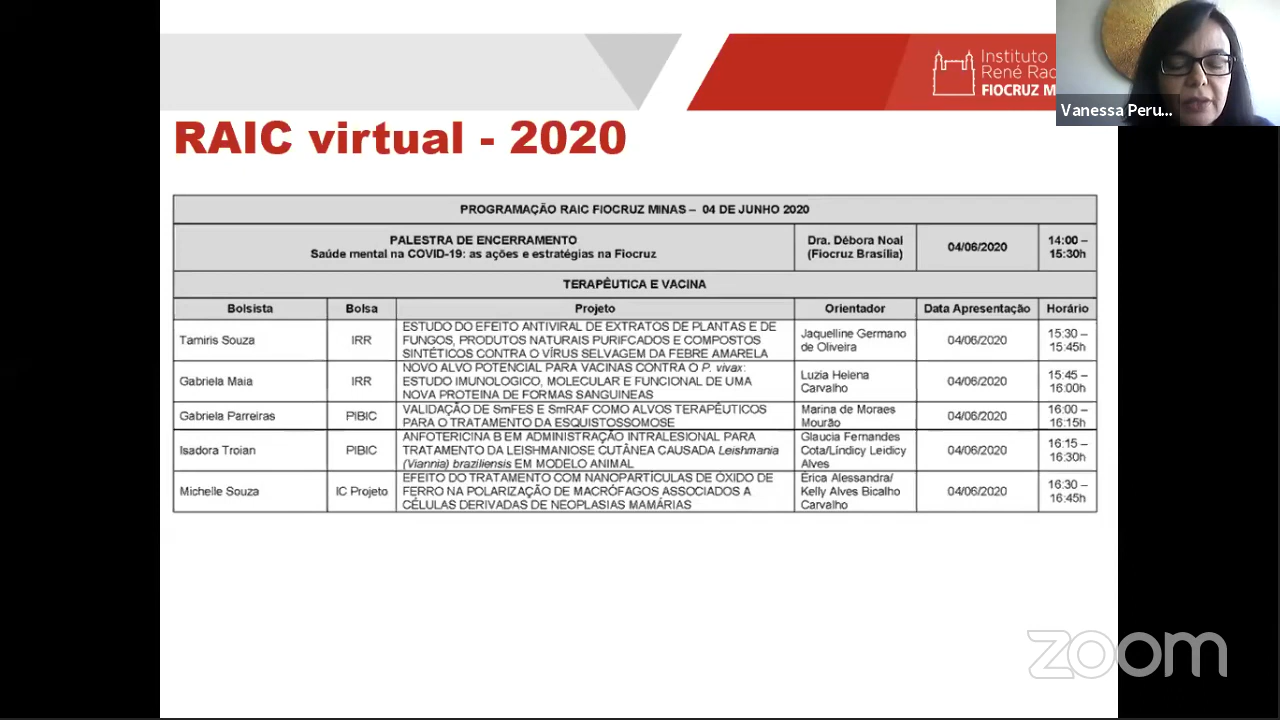 Instituto
René Rac
FIOCRUZ M
Vanessa Peru...
RAIC virtual - 2020
PROGRAMAÇÃO RAIC FIOCRUZ MINAS – 04 DE JUNHO 2020
PALESTRA DE ENCERRAMENTO
Saúde mental na COVID-19: as ações e estratégias na Fiocruz
Dra. Débora Noal
(Fiocruz Brasília)
04/06/2020
14:00 –
15:30h
TERAPÊUTICA E VACINA
Bolsista Bolsa Projeto Orientador Data Apresentação Horário
Tamiris Souza
IRR
ESTUDO DO EFEITO ANTIVIRAL DE EXTRATOS DE PLANTAS E DE
FUNGOS, PRODUTOS NATURAIS PURIFCADOS E COMPOSTOS
SINTÉTICOS CONTRA O VÍRUS SELVAGEM DA FEBRE AMARELA
Jaquelline Germano
de Oliveira
04/06/2020
15:30 –
15:45h
Gabriela Maia
IRR
NOVO ALVO POTENCIAL PARA VACINAS CONTRA O P. vivax:
ESTUDO IMUNOLOGICO, MOLECULAR E FUNCIONAL DE UMA
NOVA PROTEINA DE FORMAS SANGUINEAS
Luzia Helena
Carvalho
04/06/2020
15:45 –
16:00h
Gabriela Parreiras
PIBIC
VALIDAÇÃO DE SmFES E SmRAF COMO ALVOS TERAPÊUTICOS
PARA O TRATAMENTO DA ESQUISTOSSOMOSE
Marina de Moraes
Mourão
04/06/2020
16:00 –
16:15h
Isadora Troian
PIBIC
ANFOTERICINA B EM ADMINISTRAÇÃO INTRALESIONAL PARA
TRATAMENTO DA LEISHMANIOSE CUTÂNEA CAUSADA Leishmania
(Viannia) braziliensis EM MODELO ANIMAL
Glaucia Fernandes
Cota/Líndicy Leidicy
Alves
04/06/2020
16:15 –
16:30h
Michelle Souza
IC Projeto
EFEITO DO TRATAMENTO COM NANOPARTÍCULAS DE ÓXIDO DE
FERRO NA POLARIZAÇÃO DE MACRÓFAGOS ASSOCIADOS A
CÉLULAS DERIVADAS DE NEOPLASIAS MAMÁRIAS
Érica Alessandra/
Kelly Alves Bicalho
Carvalho
04/06/2020
16:30 –
16:45h
zoom